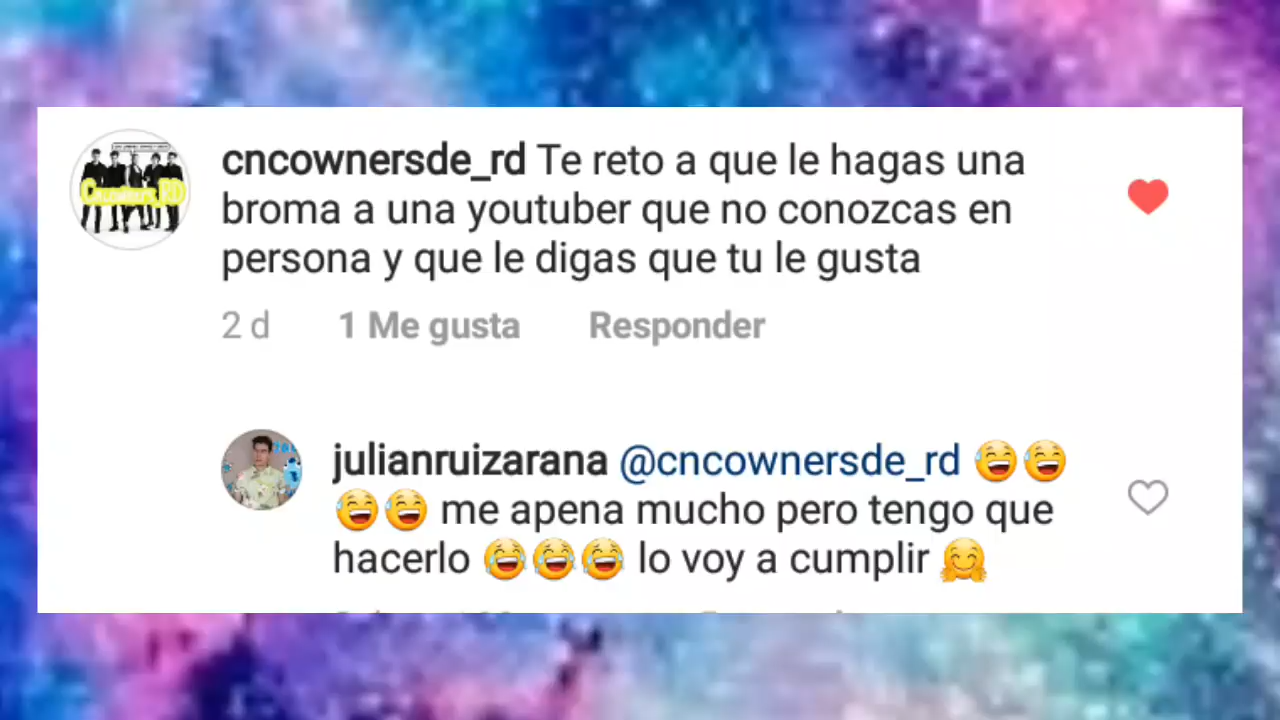 cncownersde_rd Te reto a que le hagas una
broma a una youtuber que no conozcas en
persona y que le digas que tu le gusta
2 d 1 Me gusta Responder
julianruizarana @cncownersde_rd 😂😂
😂😂 me apena mucho pero tengo que
hacerlo 😂😂😂 lo voy a cumplir 🤗